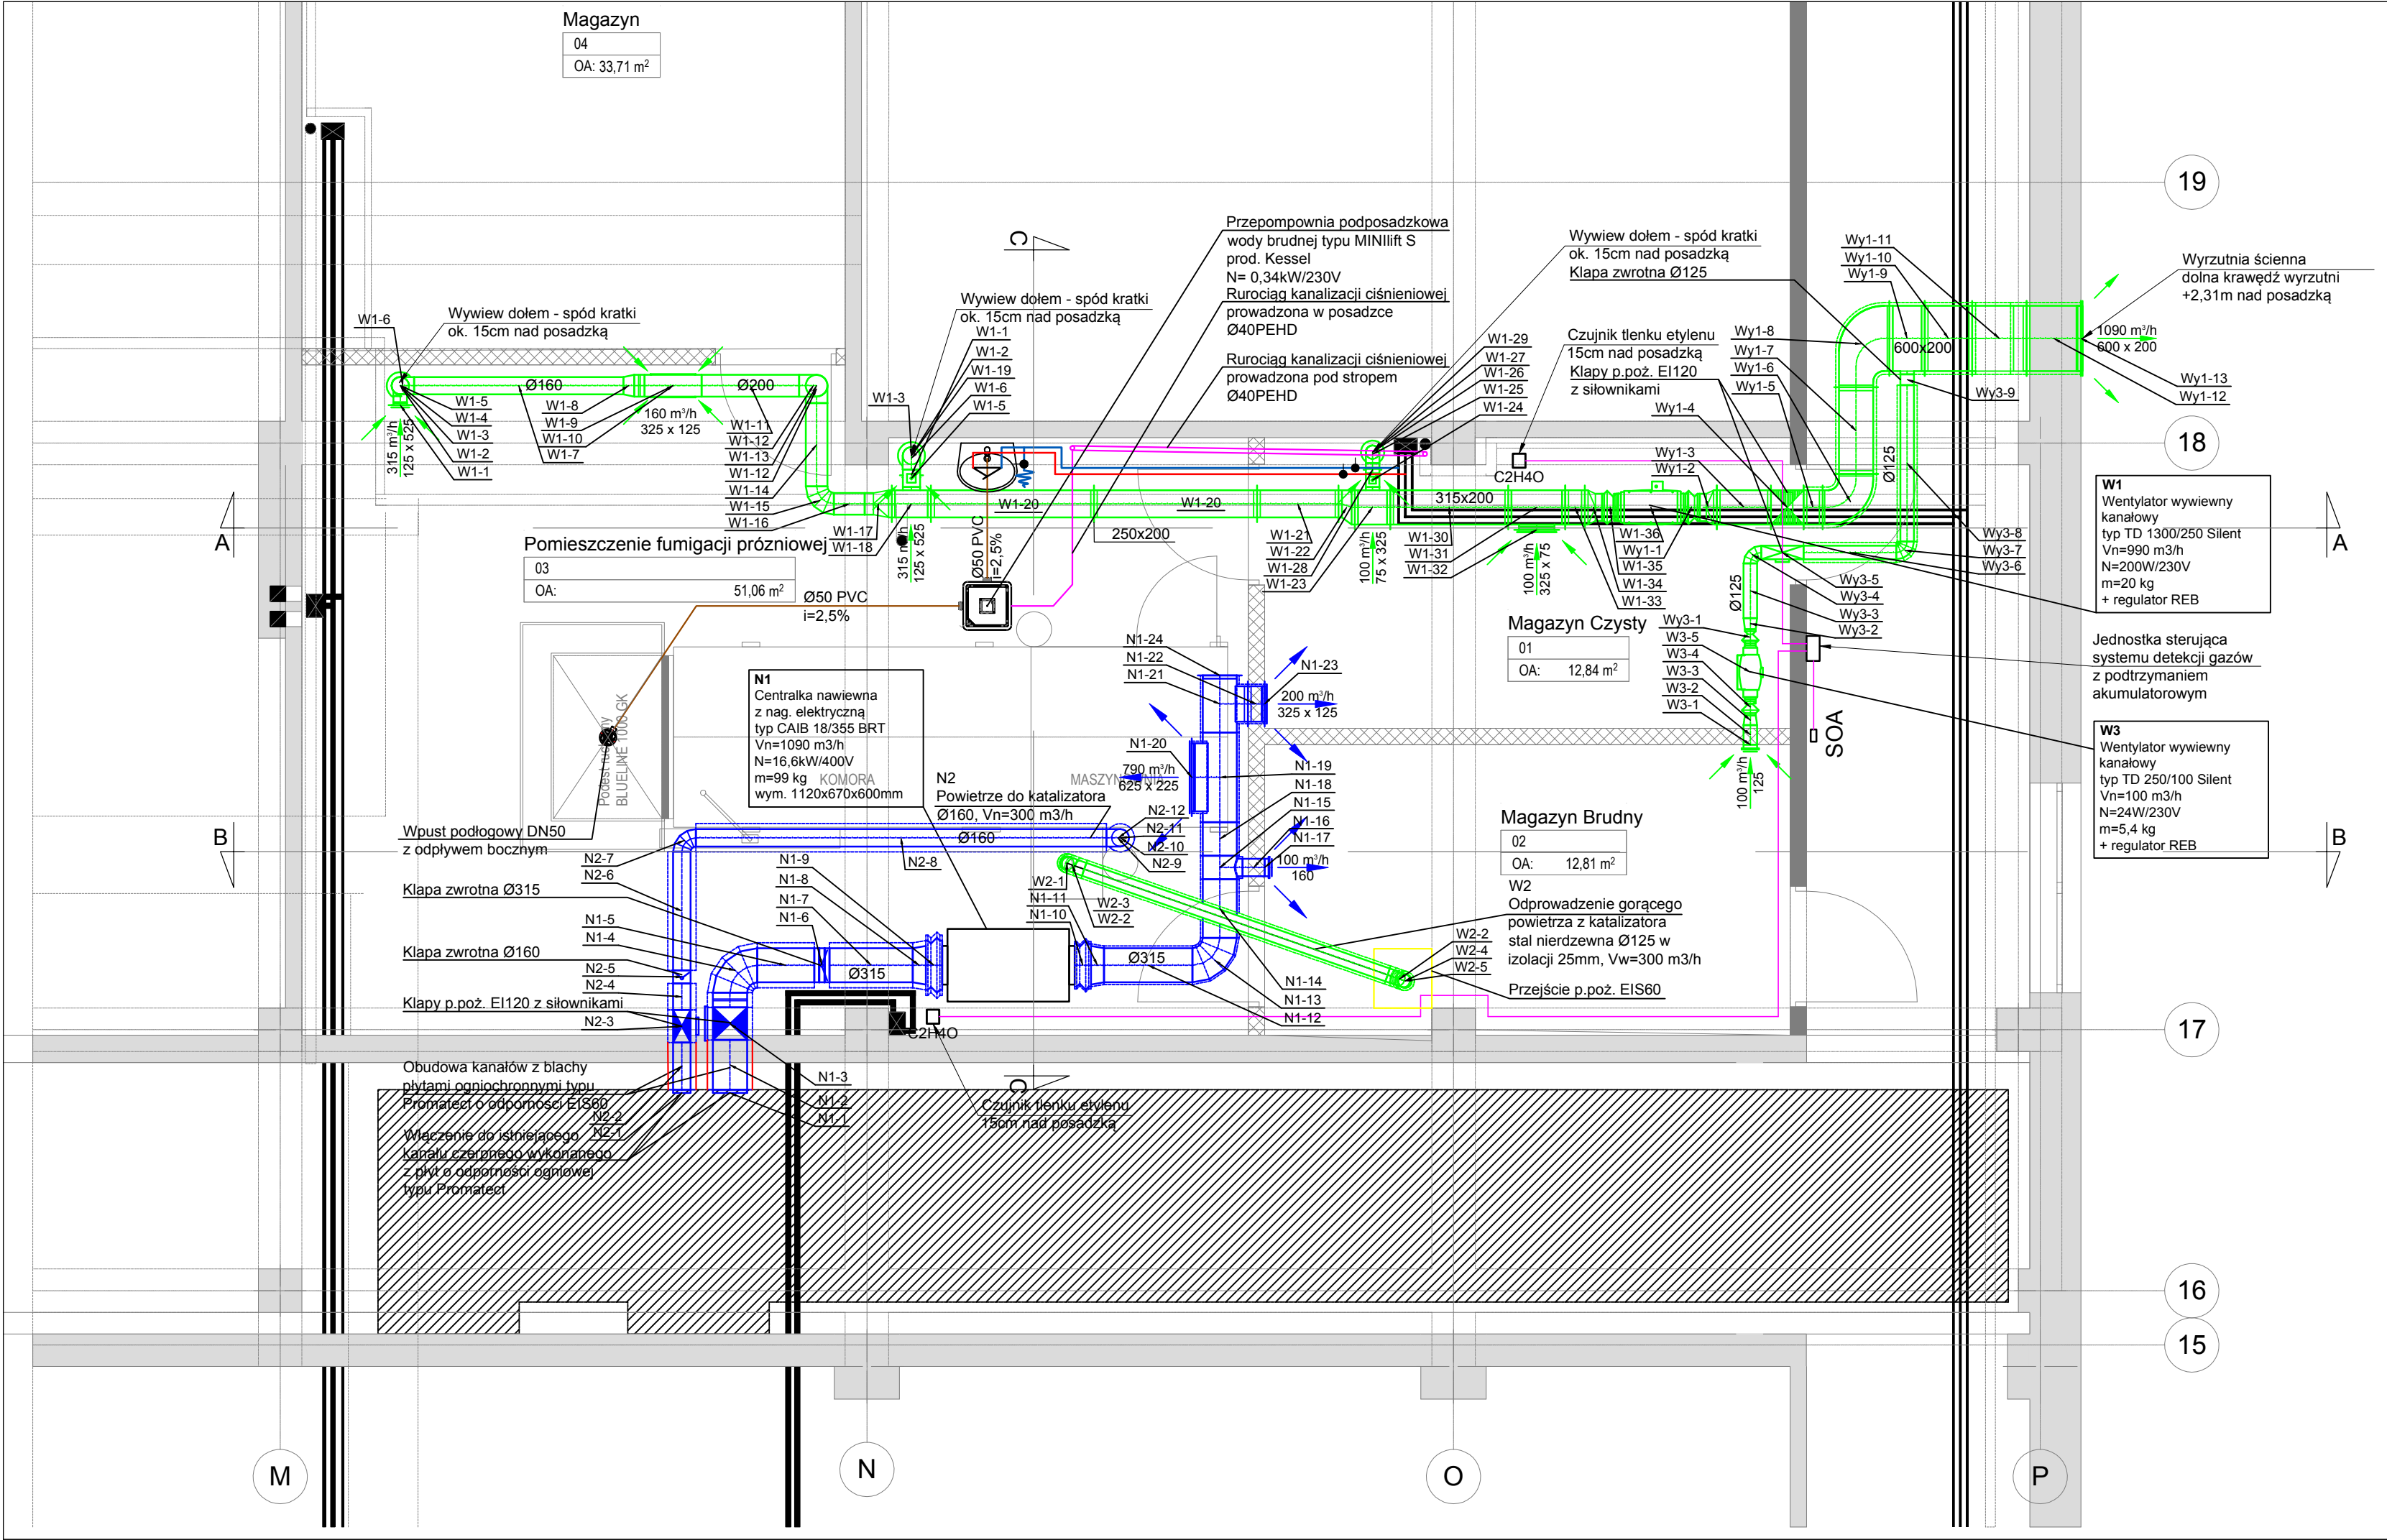 Magazyn
04
OA: 33,71 m²
19
Przepompownia podposadzkowa
wody brudnej typu MINIlift S
prod. Kessel
N= 0,34kW/230V
Rurociąg kanalizacji ciśnieniowej
prowadzona w posadzce
Ø40PEHD
Rurociąg kanalizacji ciśnieniowej
prowadzona pod stropem
Ø40PEHD
C
Wywiew dołem - spód kratki
ok. 15cm nad posadzką
Klapa zwrotna Ø125
Wy1-11
Wy1-10
Wy1-9
Wyrzutnia ścienna
dolna krawędź wyrzutni
+2,31m nad posadzką
1090 m³/h
600 x 200
600x200
Wy1-13
Wy1-12
Wy3-9
W1-6
Wywiew dołem - spód kratki
ok. 15cm nad posadzką
Wywiew dołem - spód kratki
ok. 15cm nad posadzką
W1-1
W1-2
W1-19
W1-6
W1-5
W1-3
W1-29
W1-27
W1-26
W1-25
W1-24
Czujnik tlenku etylenu
15cm nad posadzką
Klapy p.poż. EI120
z siłownikami
Wy1-8
Wy1-7
Wy1-6
Wy1-5
Wy1-4
Wy1-3
Wy1-2
Ø160
Ø200
W1-5
W1-4
W1-3
W1-2
W1-1
315 m³/h
125 x 525
W1-8
W1-9
W1-10
W1-7
160 m³/h
325 x 125
W1-11
W1-12
W1-13
W1-12
W1-14
W1-15
W1-16
W1-17
W1-18
18
Ø125
C2H4O
315x200
W1-20
W1-20
250x200
315 m³/h
125 x 525
Ø50 PVC
i=2,5%
W1-21
W1-22
W1-28
W1-23
100 m³/h
75 x 325
W1-30
W1-31
W1-32
100 m³/h
325 x 75
W1-36
Wy1-1
W1-35
W1-34
W1-33
W1
Wentylator wywiewny
kanałowy
typ TD 1300/250 Silent
Vn=990 m3/h
N=200W/230V
m=20 kg
+ regulator REB
A
A
Pomieszczenie fumigacji prózniowej
03
OA: 51,06 m²
Ø50 PVC
i=2,5%
Wy3-8
Wy3-7
Wy3-6
Wy3-5
Wy3-4
Wy3-3
Wy3-2
Ø125
Magazyn Czysty
01
OA: 12,84 m²
Wy3-1
W3-5
W3-4
W3-3
W3-2
W3-1
Jednostka sterująca
systemu detekcji gazów
z podtrzymaniem
akumulatorowym
SOA
100 m³/h
125
W3
Wentylator wywiewny
kanałowy
typ TD 250/100 Silent
Vn=100 m3/h
N=24W/230V
m=5,4 kg
+ regulator REB
N1
Centralka nawiewna
z nag. elektryczną
typ CAIB 18/355 BRT
Vn=1090 m3/h
N=16,6kW/400V
m=99 kg
wym. 1120x670x600mm
KOMORA
BLUELINE 1000 GK
N1-24
N1-22
N1-21
N1-23
200 m³/h
325 x 125
N1-20
790 m³/h
625 x 225
N1-19
N1-18
N1-15
N1-16
N1-17
100 m³/h
160
N2
Powietrze do katalizatora
Ø160, Vn=300 m3/h
N2-12
N2-11
N2-10
N2-9
Ø160
N2-8
B
B
Wpust podłogowy DN50
z odpływem bocznym
N2-7
N2-6
Klapa zwrotna Ø315
N1-5
N1-4
Klapa zwrotna Ø160
N2-5
N2-4
Klapy p.poż. EI120 z siłownikami
N2-3
N1-9
N1-8
N1-7
N1-6
Ø315
W2-1
N1-11
N1-10
W2-3
W2-2
Ø315
N1-14
N1-13
N1-12
Magazyn Brudny
02
OA: 12,81 m²
W2
Odprowadzenie gorącego
powietrza z katalizatora
stal nierdzewna Ø125 w
izolacji 25mm, Vw=300 m3/h
W2-2
W2-4
W2-5
Przejście p.poż. EIS60
17
C2H4O
Obudowa kanałów z blachy
płytami ogniochronnymi typu
Promatect o odporności EIS60
N2-2
N2-1
Włączenie do istniejącego
kanału czerpnego wykonanego
z płyt o odporności ogniowej
typu Promatect
N1-3
N1-2
N1-1
C
Czujnik tlenku etylenu
15cm nad posadzką
16
15
M
N
O
P